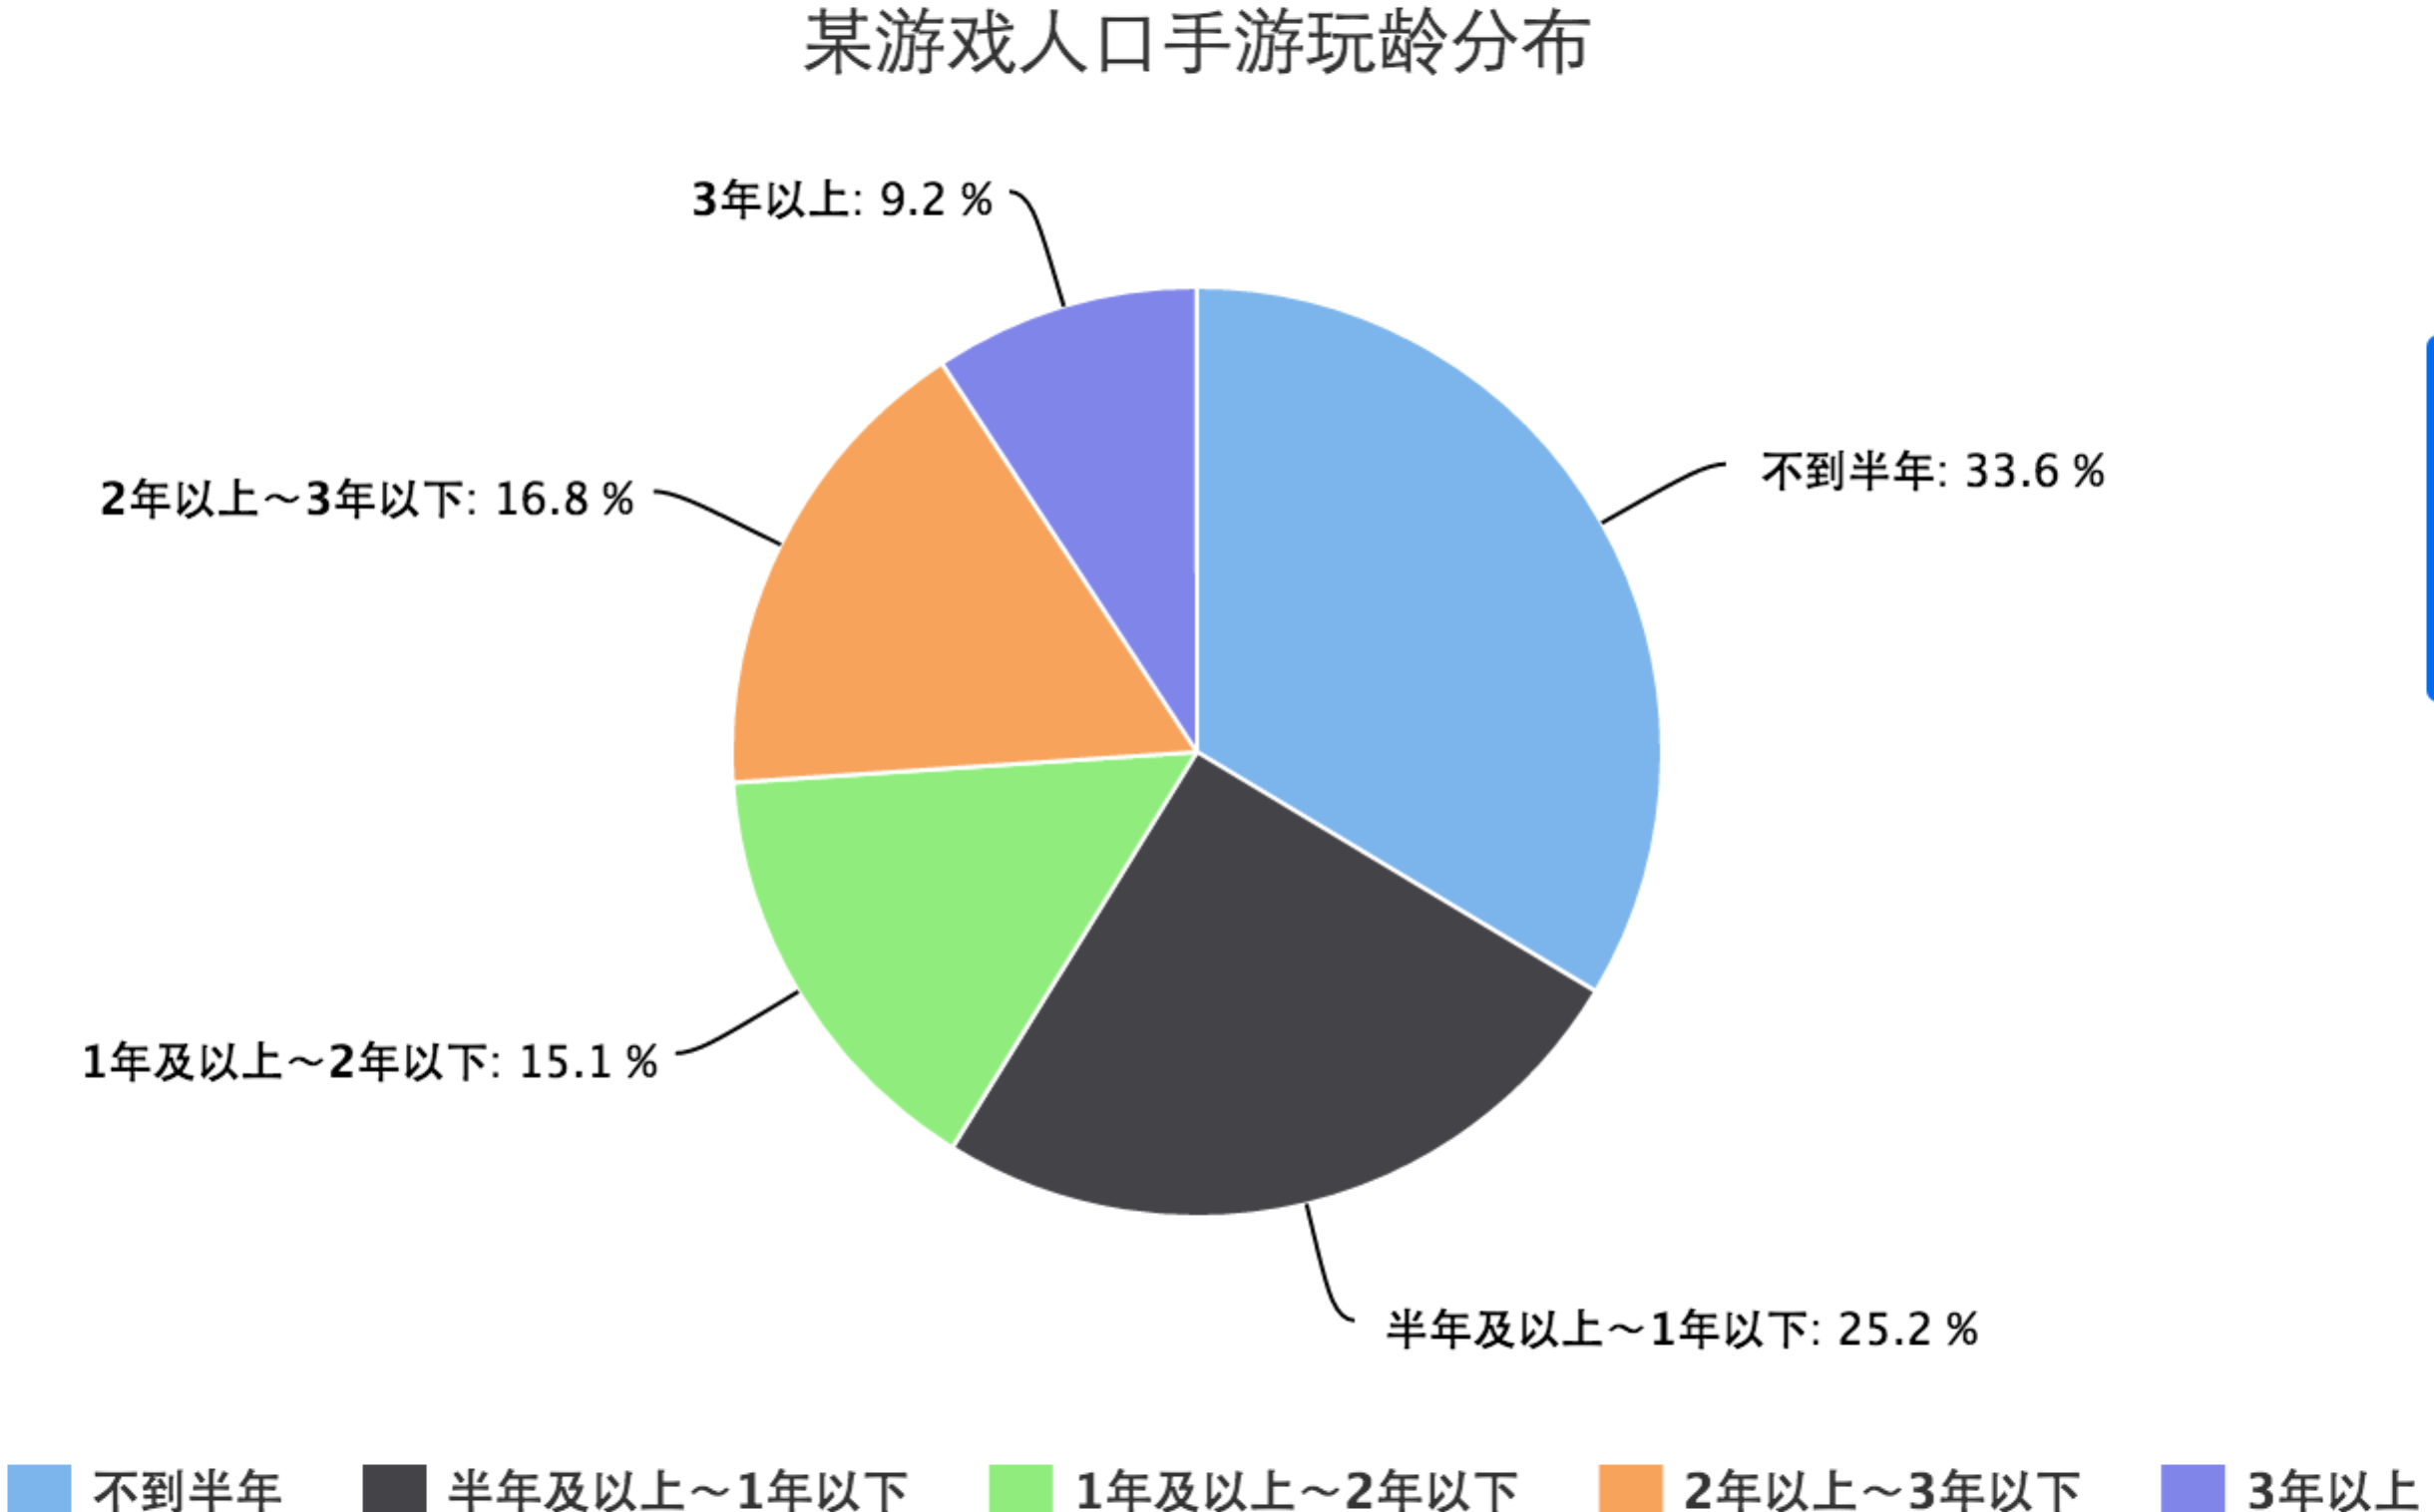 某游戏人口手游玩龄分布
3年以上: 9.2 %
不到半年: 33.6 %
2年以上～3年以下: 16.8 %
1年及以上～2年以下: 15.1 %
半年及以上～1年以下: 25.2 %
不到半年 半年及以上～1年以下 1年及以上～2年以下 2年以上～3年以下 3年以上